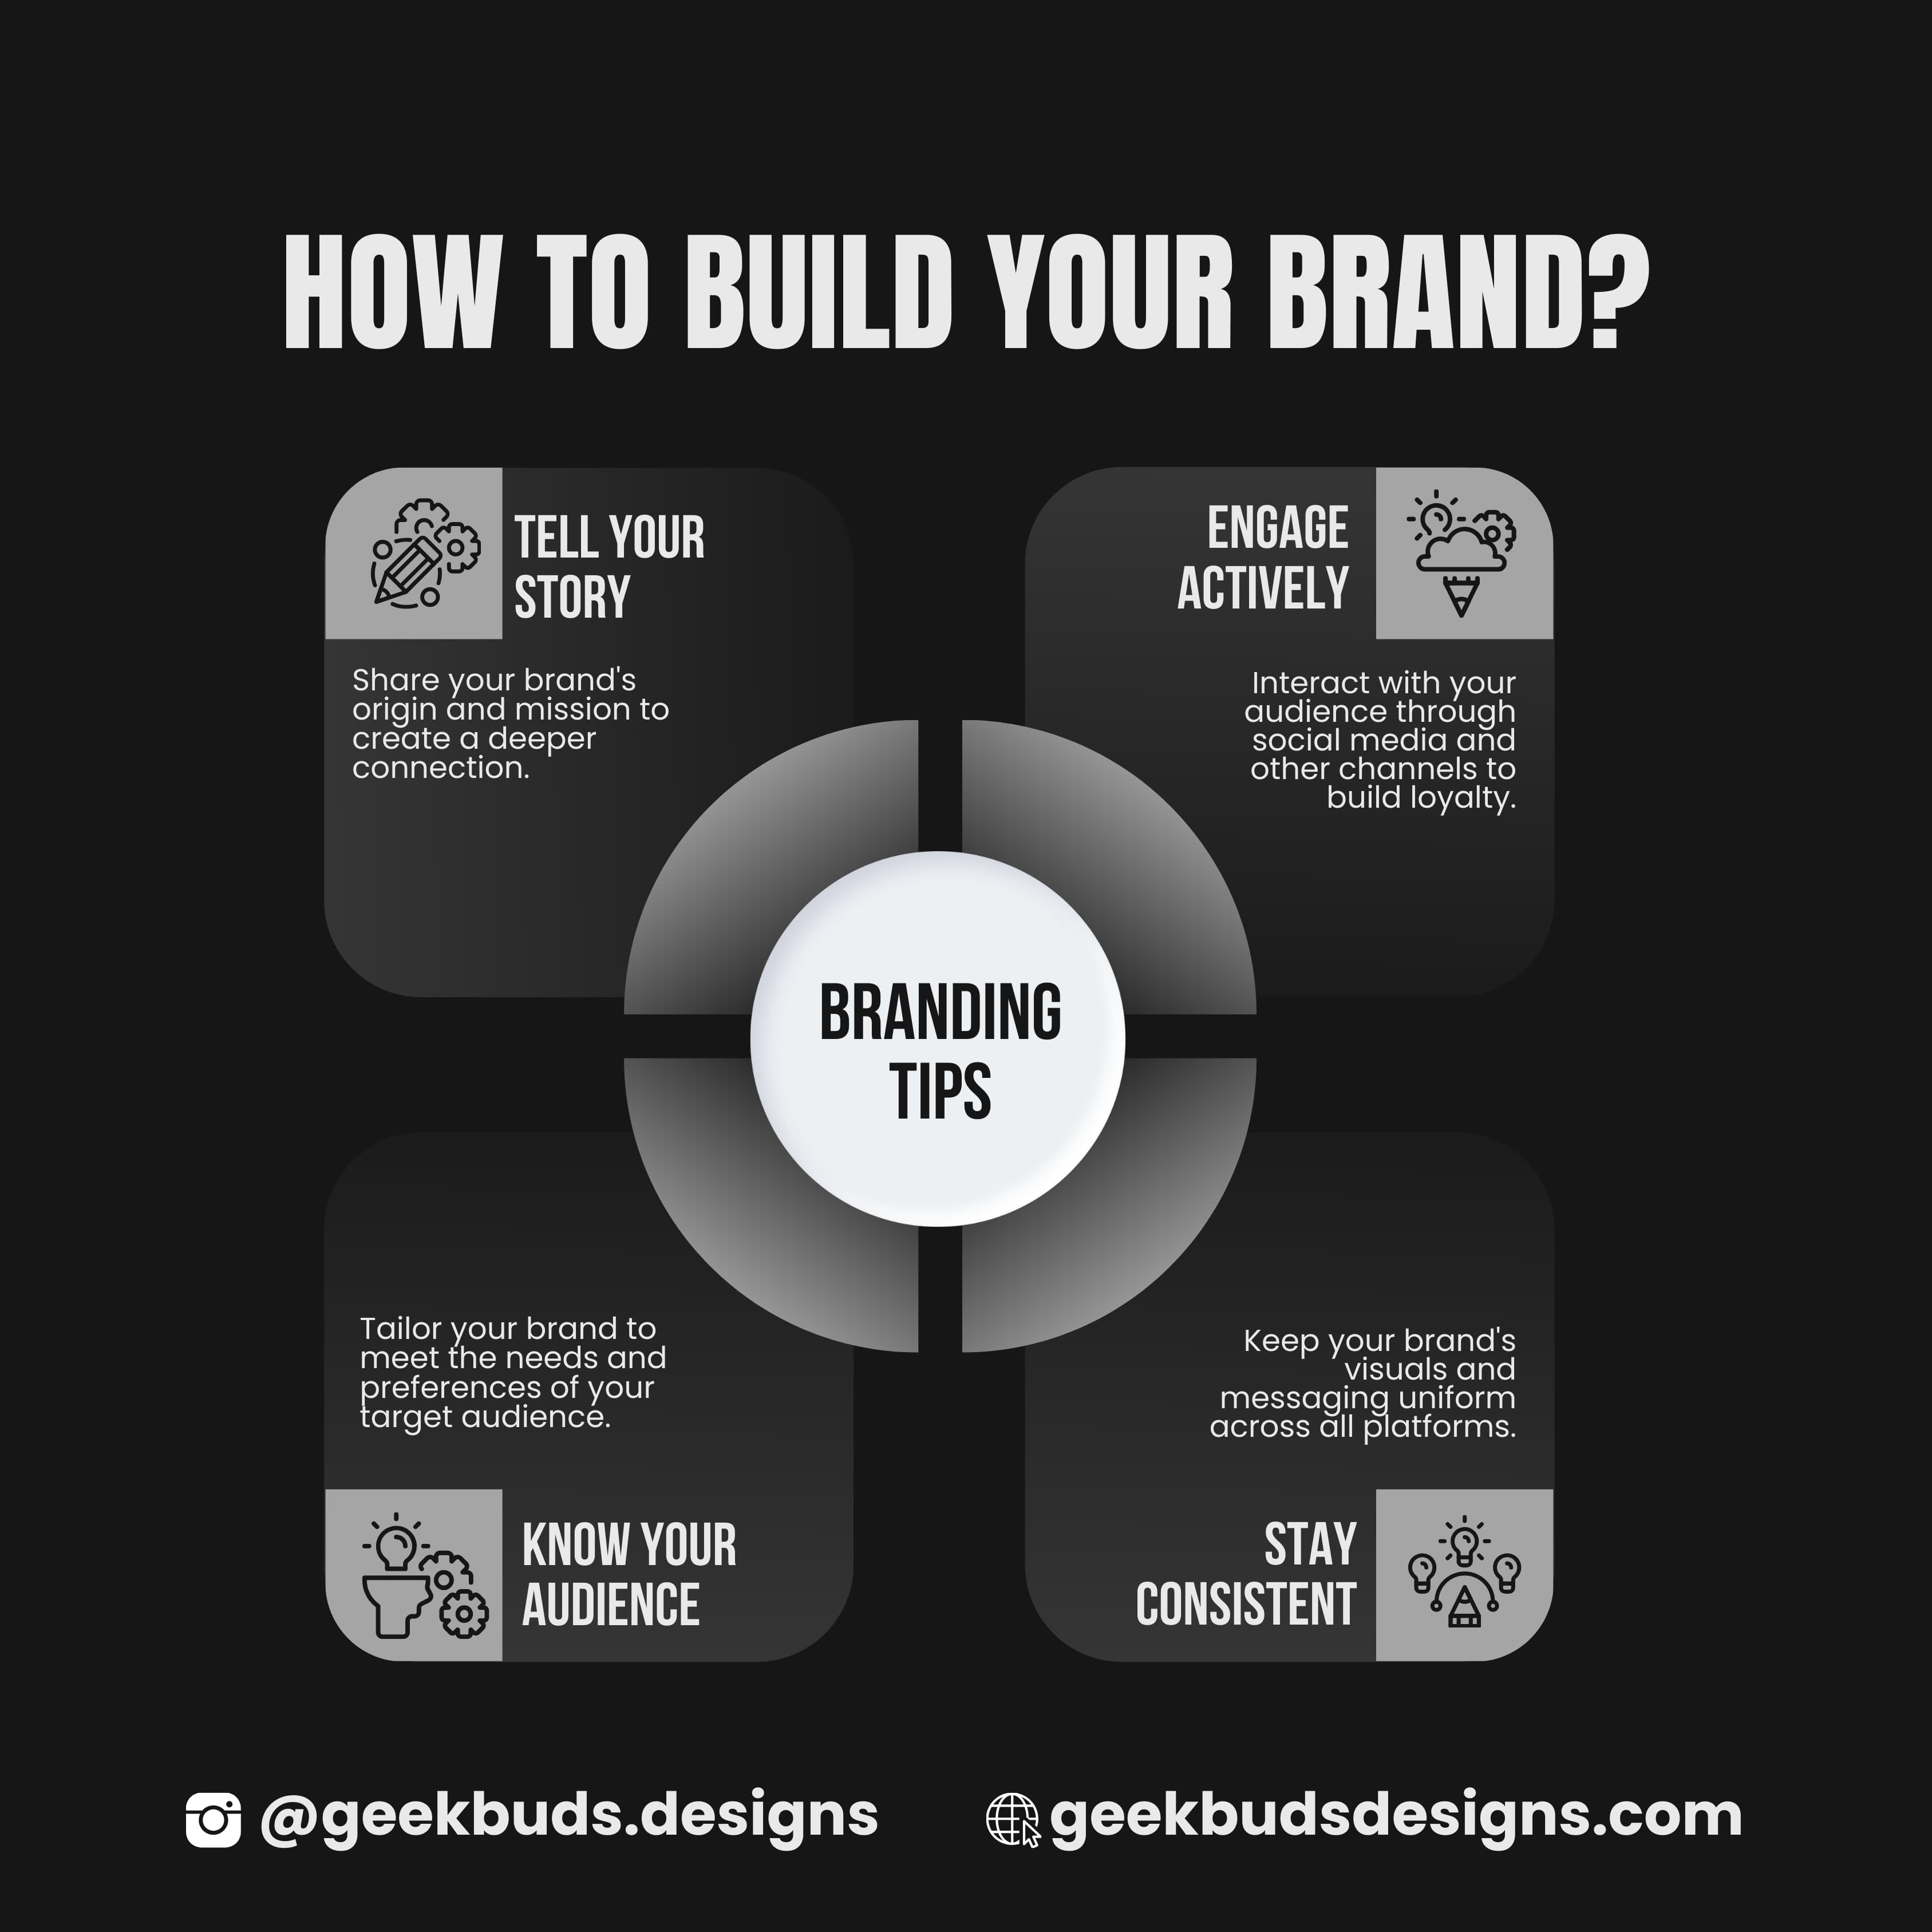 HOW TO BUILD YOUR BRAND?
TELL YOUR
STORY
Share your brand's
origin and mission to
create a deeper
connection.
ENGAGE
ACTIVELY
Interact with your
audience through
social media and
other channels to
build loyalty.
BRANDING
TIPS
Tailor your brand to
meet the needs and
preferences of your
target audience.
KNOW YOUR
AUDIENCE
Keep your brand's
visuals and
messaging uniform
across all platforms.
STAY
CONSISTENT
@geekbuds.designs
geekbudsdesigns.com